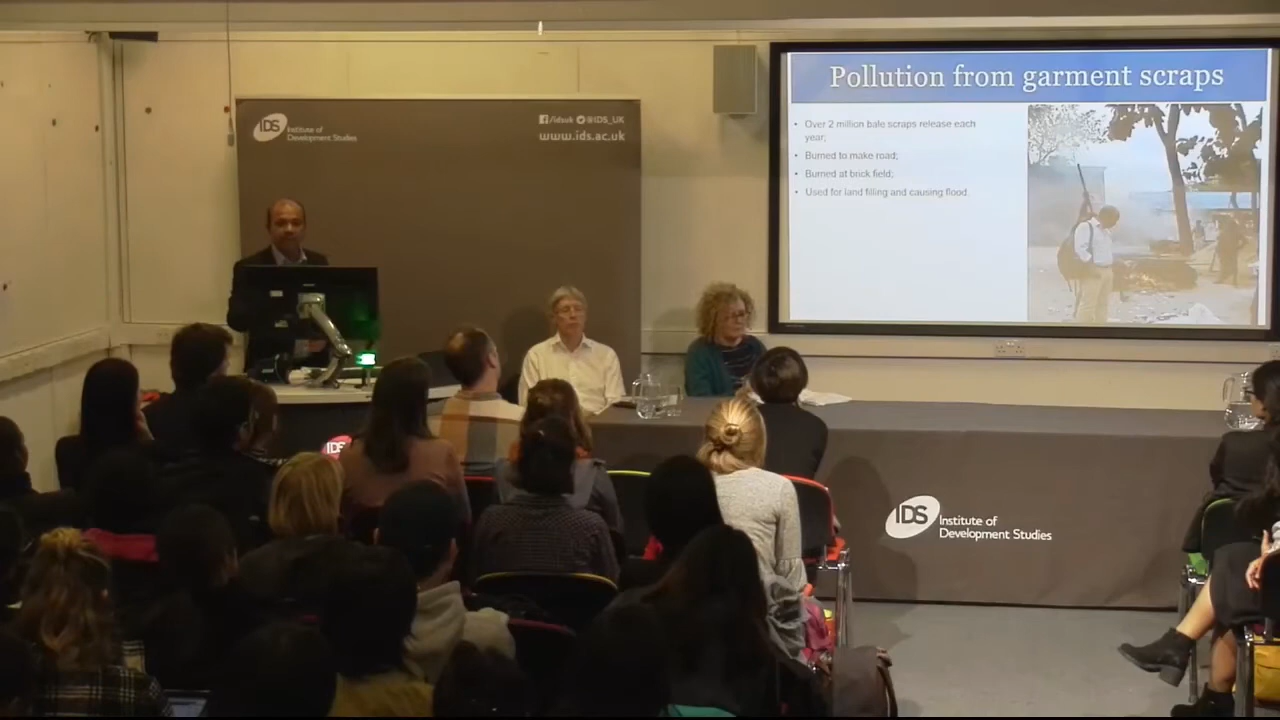 IDS Institute of
Development Studies
/idsuk @IDS_UK
www.ids.ac.uk
Pollution from garment scraps
• Over 2 million bale scraps release each
year;
• Burned to make road;
• Burned at brick field;
• Used for land filling and causing flood.
IDS
IDS Institute of
Development Studies